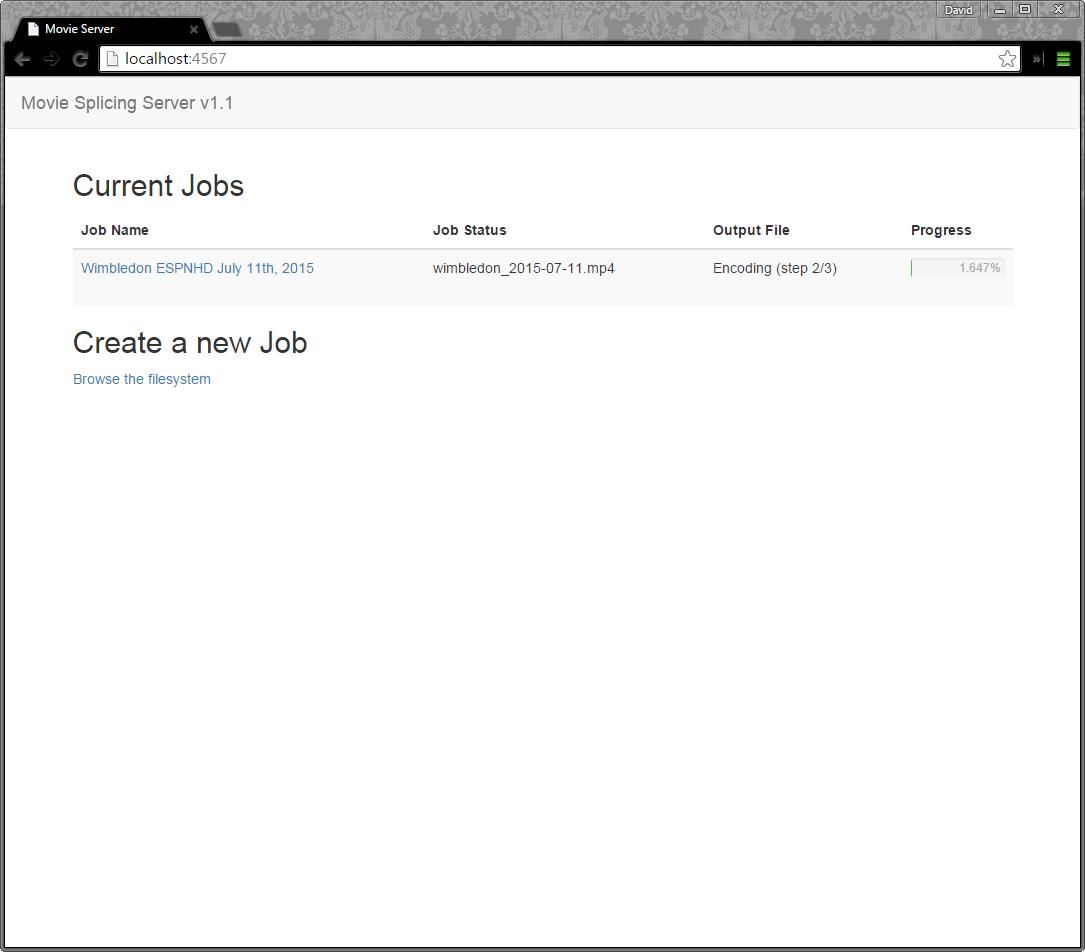 David
Movie Server
localhost:4567
Movie Splicing Server v1.1
Current Jobs
Job Name Job Status Output File Progress
Wimbledon ESPNHD July 11th, 2015 wimbledon_2015-07-11.mp4 Encoding (step 2/3) 1.647%
Create a new Job
Browse the filesystem